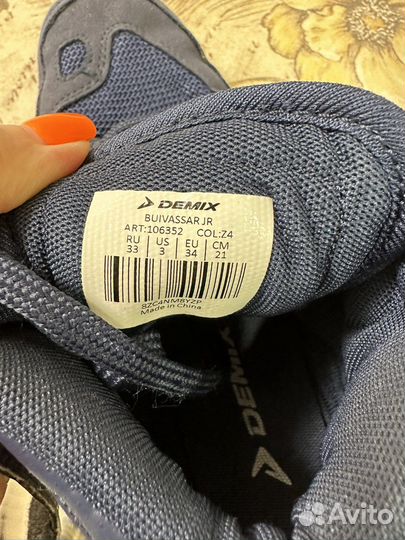 DEMIX
BUIVASSAR JR
ART:106352 COL:Z4
RU US EU CM
33 3 34 21
8ZC4NM8YZP
Made in China
DEMIX
Avito